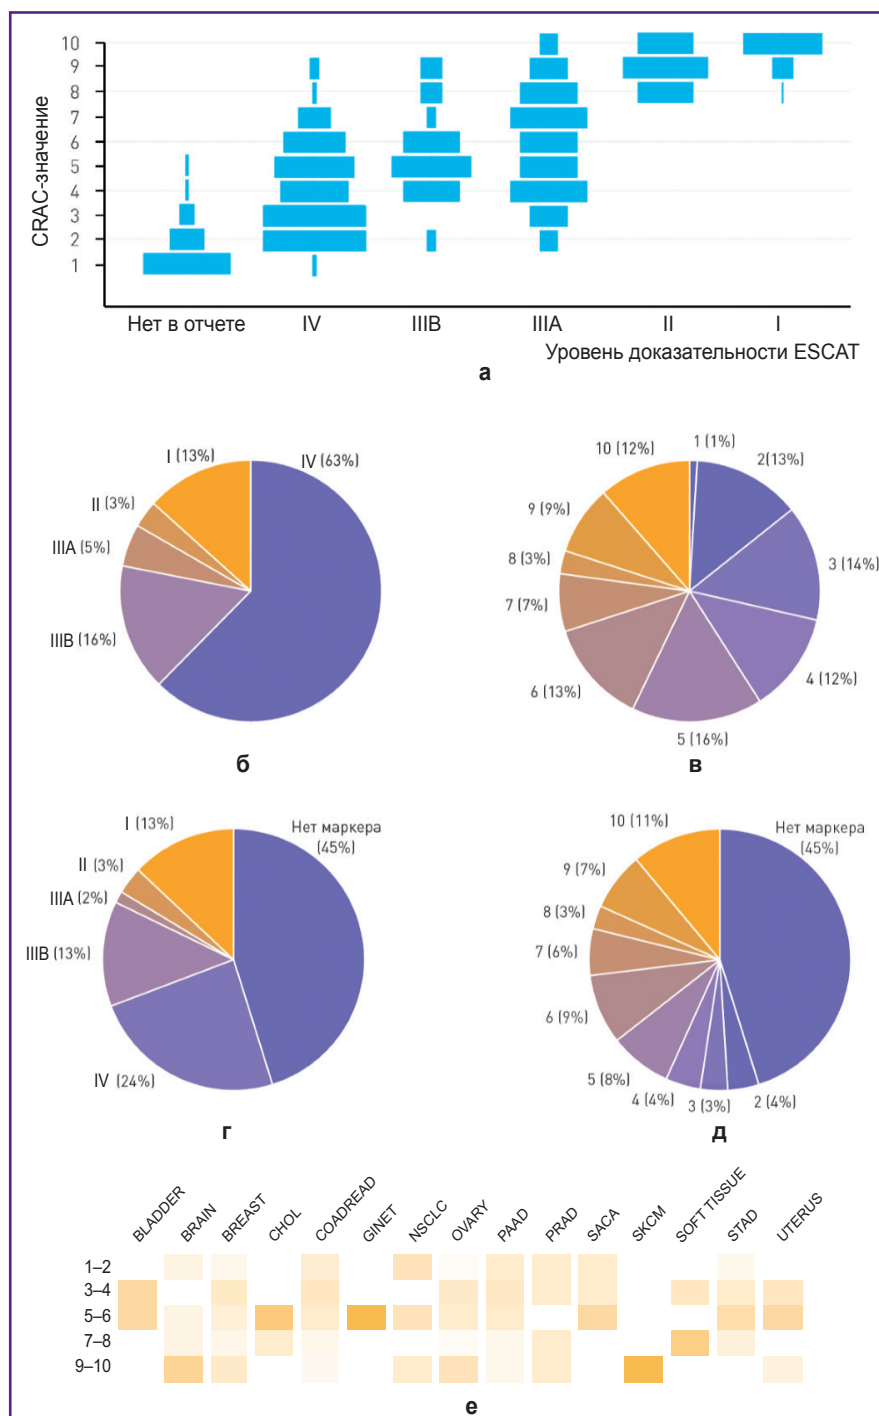 10
9
8
7
6
5
4
3
2
1
CRAC-значение
Нет в отчете IV IIIB IIIA II I
Уровень доказательности ESCAT
а
I (13%)
IV (63%)
II (3%)
IIIA (5%)
IIIB (16%)
б
10 (12%)
1 (1%)
2(13%)
9 (9%)
3 (14%)
8 (3%)
7 (7%)
4 (12%)
6 (13%)
5 (16%)
в
I (13%)
Нет маркера
(45%)
II (3%)
IIIA (2%)
IIIB (13%)
IV (24%)
г
10 (11%)
Нет маркера
(45%)
9 (7%)
8 (3%)
7 (6%)
6 (9%)
5 (8%)
4 (4%)
3 (3%)
2 (4%)
д
BLADDER
BRAIN
BREAST
CHOL
COADREAD
GINET
NSCLC
OVARY
PAAD
PRAD
SACA
SKCM
SOFT TISSUE
STAD
UTERUS
1–2
3–4
5–6
7–8
9–10
е